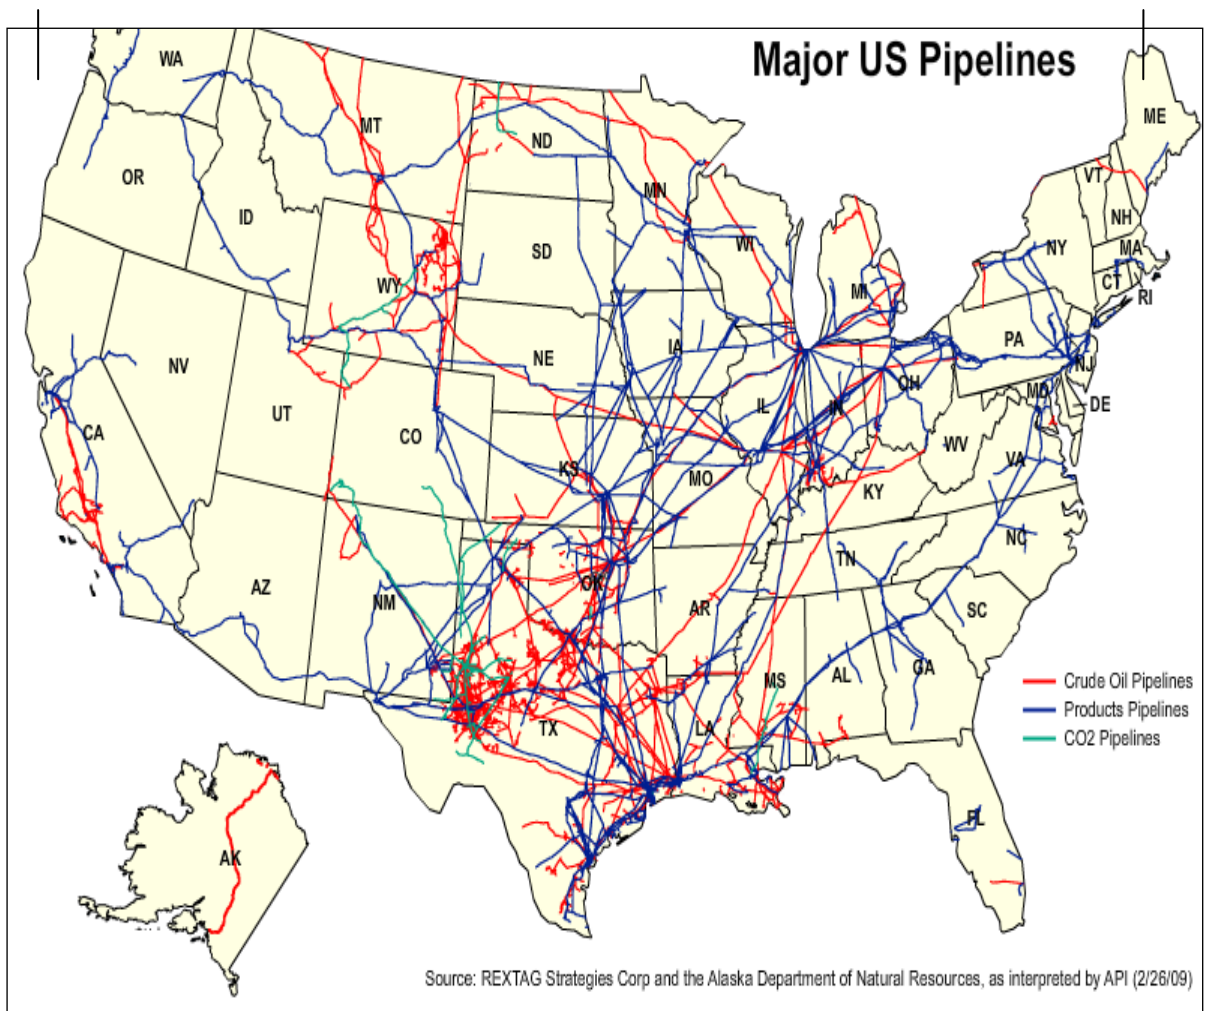 Major US Pipelines
WA
MT
ND
ME
OR
ID
MN
VT
NH
WI
NY
MA
SD
WY
MI
CT
RI
NV
NE
IA
PA
NJ
OH
UT
CO
CA
IL
IN
MD
DE
WV
KS
MO
VA
KY
AZ
NM
OK
TN
NC
AR
SC
MS
AL
GA
TX
LA
Crude Oil Pipelines
Products Pipelines
CO2 Pipelines
FL
AK
Source: REXTAG Strategies Corp and the Alaska Department of Natural Resources, as interpreted by API (2/26/09)